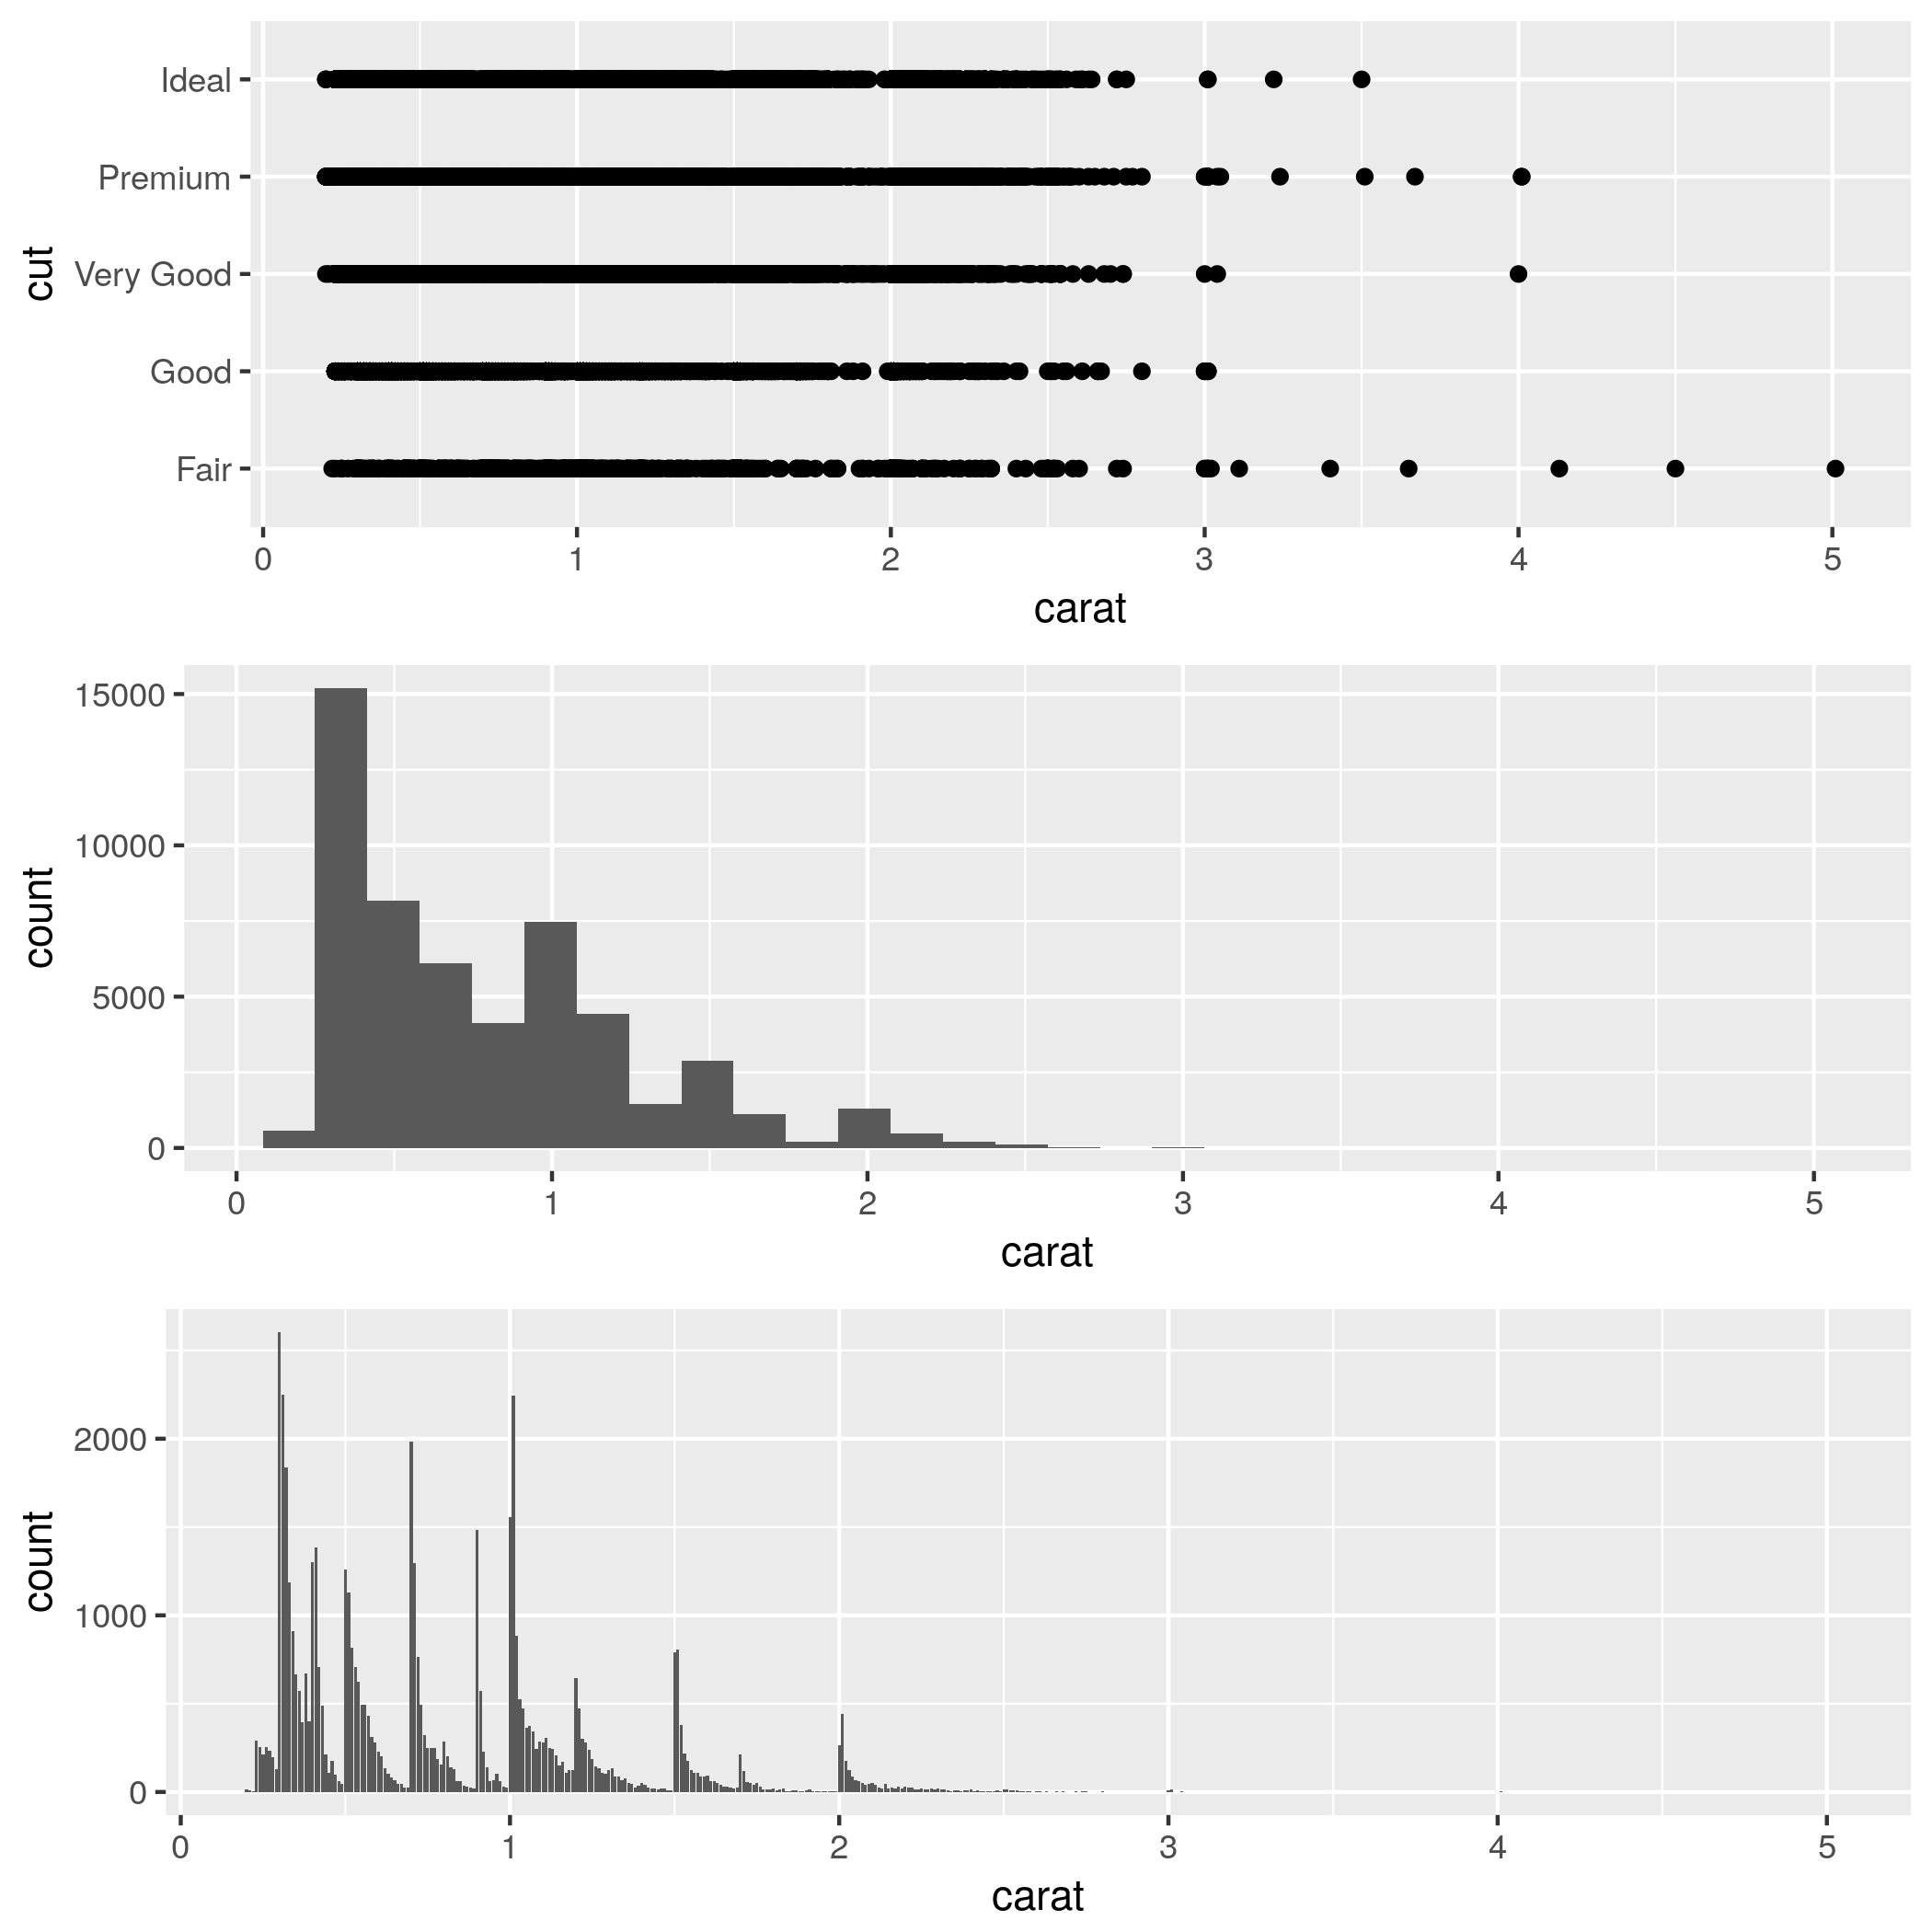 Ideal
Premium
Very Good
Good
Fair
cut
0 1 2 3 4 5
carat
15000
10000
5000
0
count
0 1 2 3 4 5
carat
2000
1000
0
count
0 1 2 3 4 5
carat